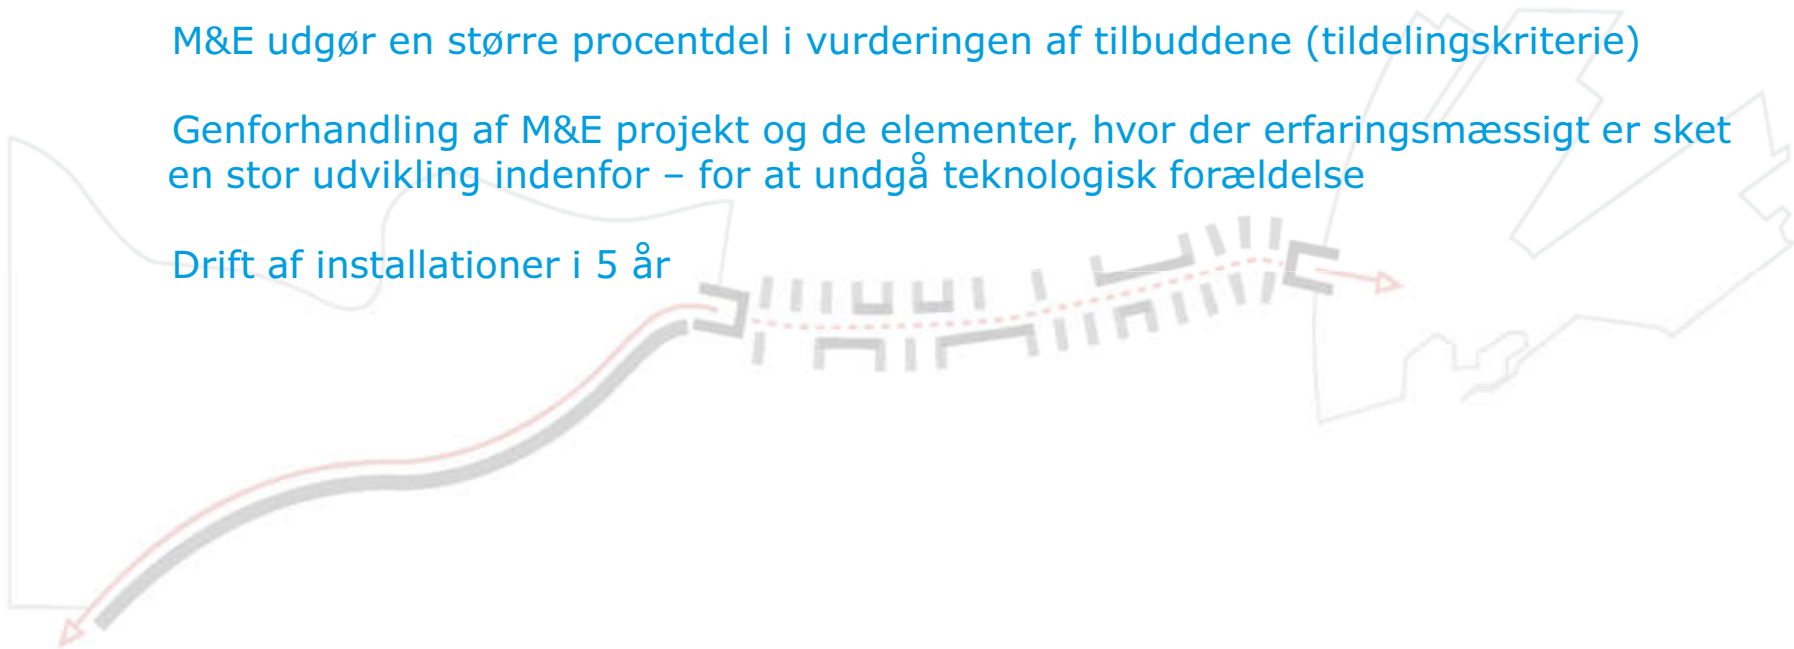 M&E udgør en større procentdel i vurderingen af tilbuddene (tildelingskriterie)
Genforhandling af M&E projekt og de elementer, hvor der erfaringsmæssigt er sket
en stor udvikling indenfor – for at undgå teknologisk forældelse
Drift af installationer i 5 år